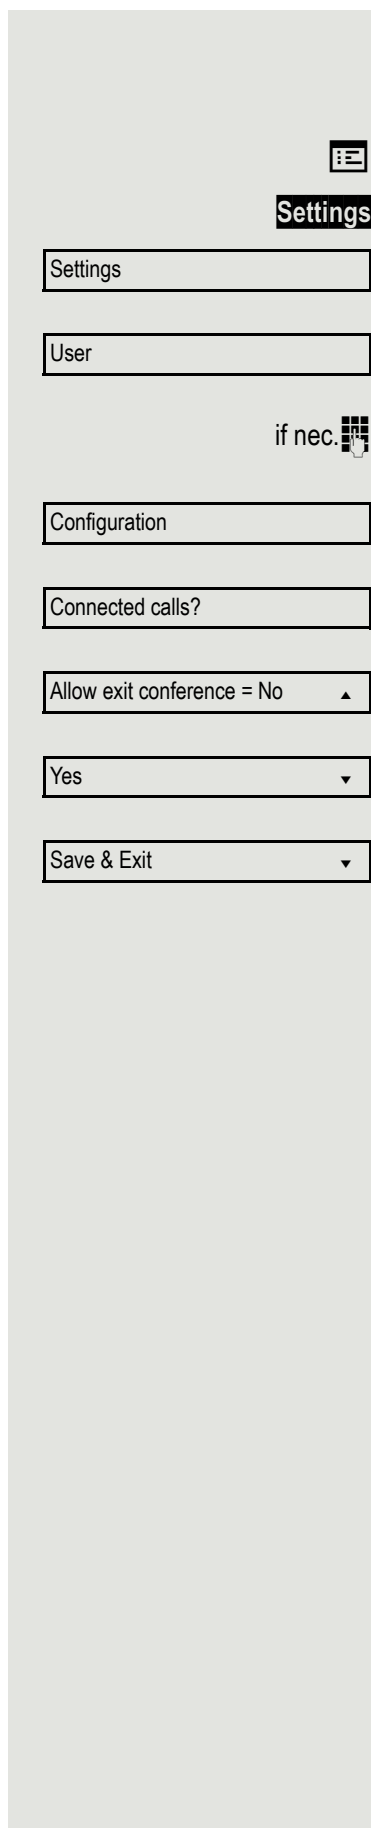 Settings
Settings
User
if nec.
Configuration
Connected calls?
Allow exit conference = No
Yes
Save & Exit